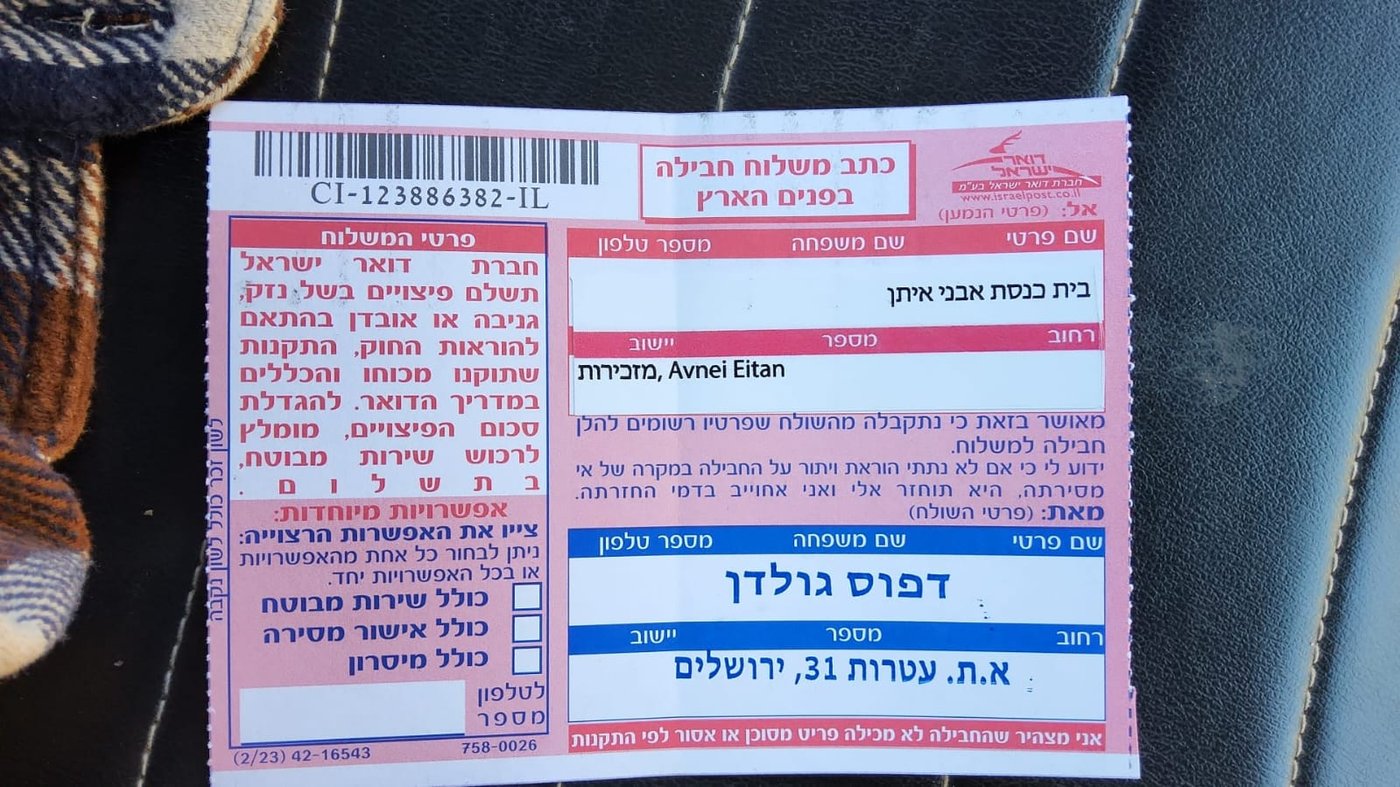 דואר
ישראל
חברת דואר ישראל בע"מ
www.israelpost.co.il
כתב משלוח חבילה
בפנים הארץ
CI-123886382-IL
אל: (פרטי הנמען)
שם פרטי שם משפחה מספר טלפון
בית כנסת אבני איתן
רחוב מספר יישוב
מזכירות, Avnei Eitan
מאושר בזאת כי נתקבלה מהשולח שפרטיו רשומים להלן
חבילה למשלוח.
ידוע לי כי אם לא נתתי הוראת ויתור על החבילה במקרה של אי
מסירתה, היא תוחזר אלי ואני אחוייב בדמי החזרתה.
מאת: (פרטי השולח)
שם פרטי שם משפחה מספר טלפון
דפוס גולדן
רחוב מספר יישוב
א.ת. עטרות 31, ירושלים
אני מצהיר שהחבילה לא מכילה פריט מסוכן או אסור לפי התקנות
פרטי המשלוח
חברת דואר ישראל
תשלם פיצויים בשל נזק,
גניבה או אובדן בהתאם
להוראות החוק, התקנות
שתוקנו מכוחו והכללים
במדריך הדואר. להגדלת
סכום הפיצויים, מומלץ
לרכוש שירות מבוטח,
בתשלום.
אפשרויות מיוחדות:
ציינו את האפשרות הרצוייה:
ניתן לבחור כל אחת מהאפשרויות
או בכל האפשרויות יחד.
כולל שירות מבוטח
כולל אישור מסירה
כולל מיסרון
לטלפון
מספר
758-0026
(2/23) 42-16543
לשון זכר כולל לשון נקבה